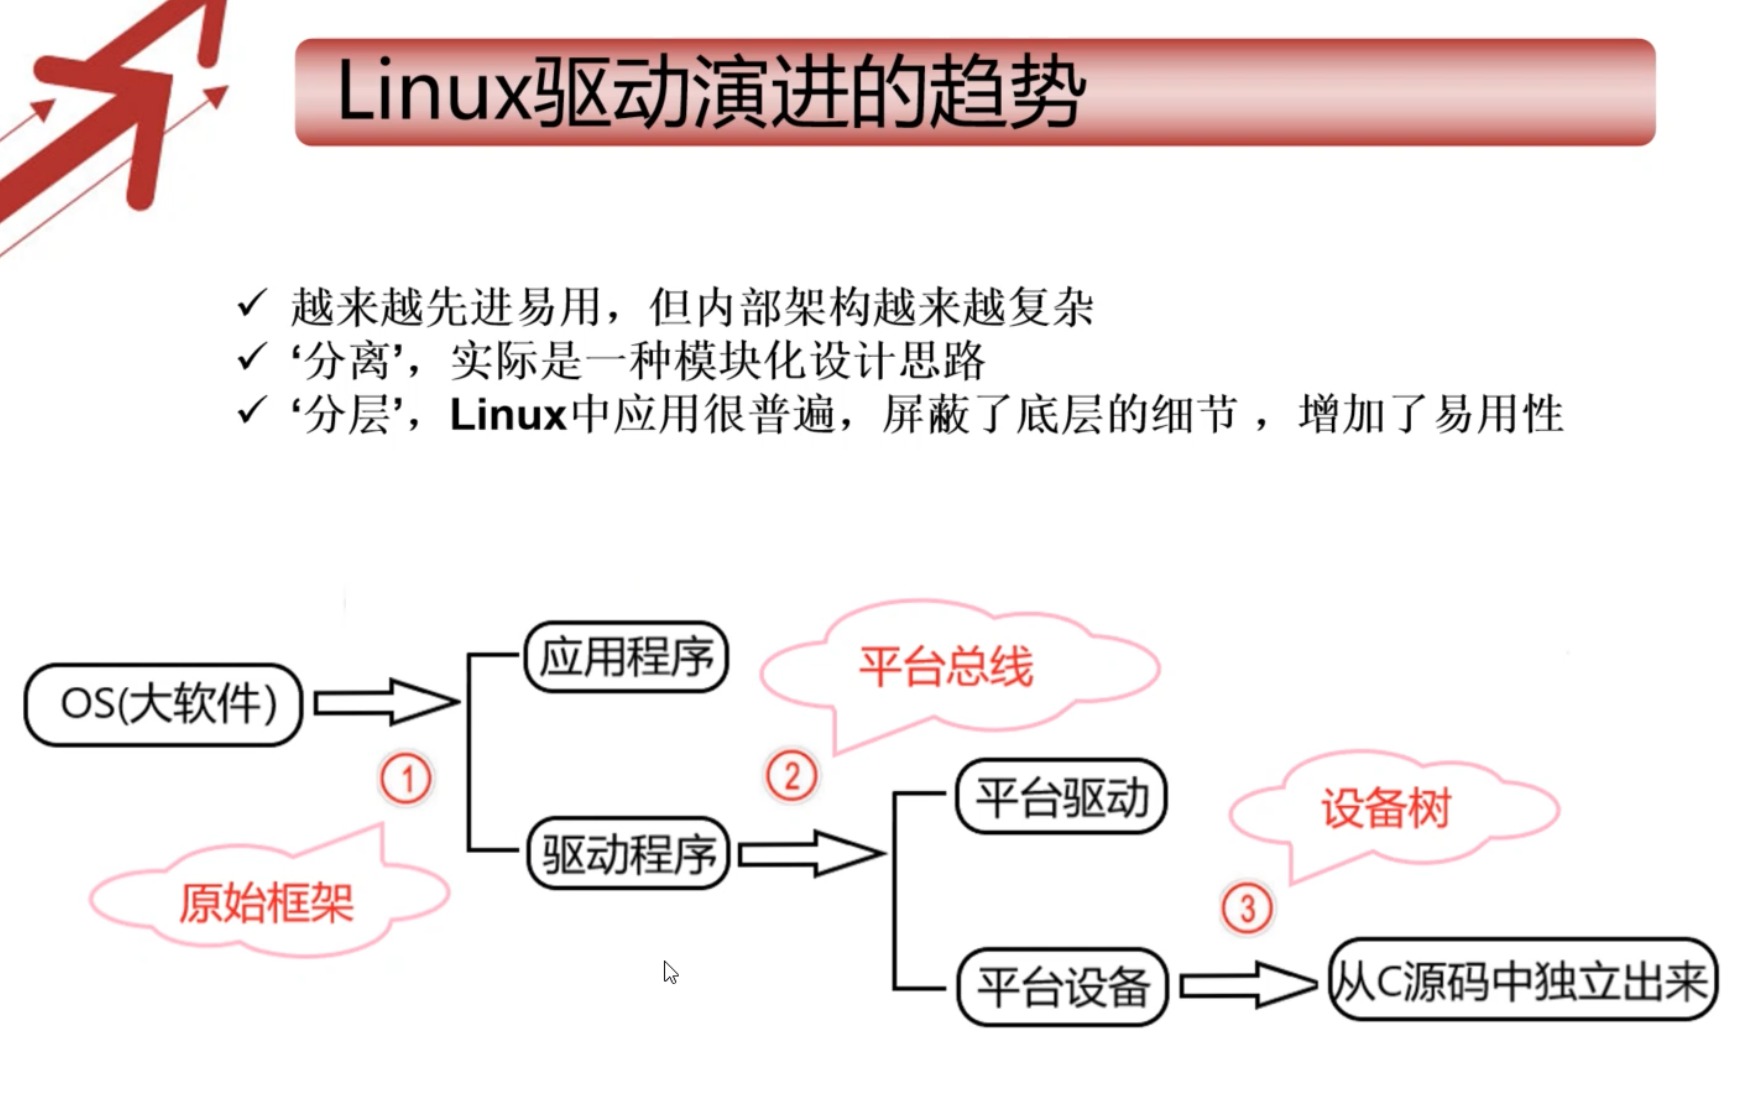 Linux驱动演进的趋势
✓ 越来越先进易用，但内部架构越来越复杂
✓ ‘分离’，实际是一种模块化设计思路
✓ ‘分层’，Linux中应用很普遍，屏蔽了底层的细节 ，增加了易用性
OS(大软件)
①
原始框架
应用程序
驱动程序
②
平台总线
平台驱动
平台设备
③
设备树
从C源码中独立出来